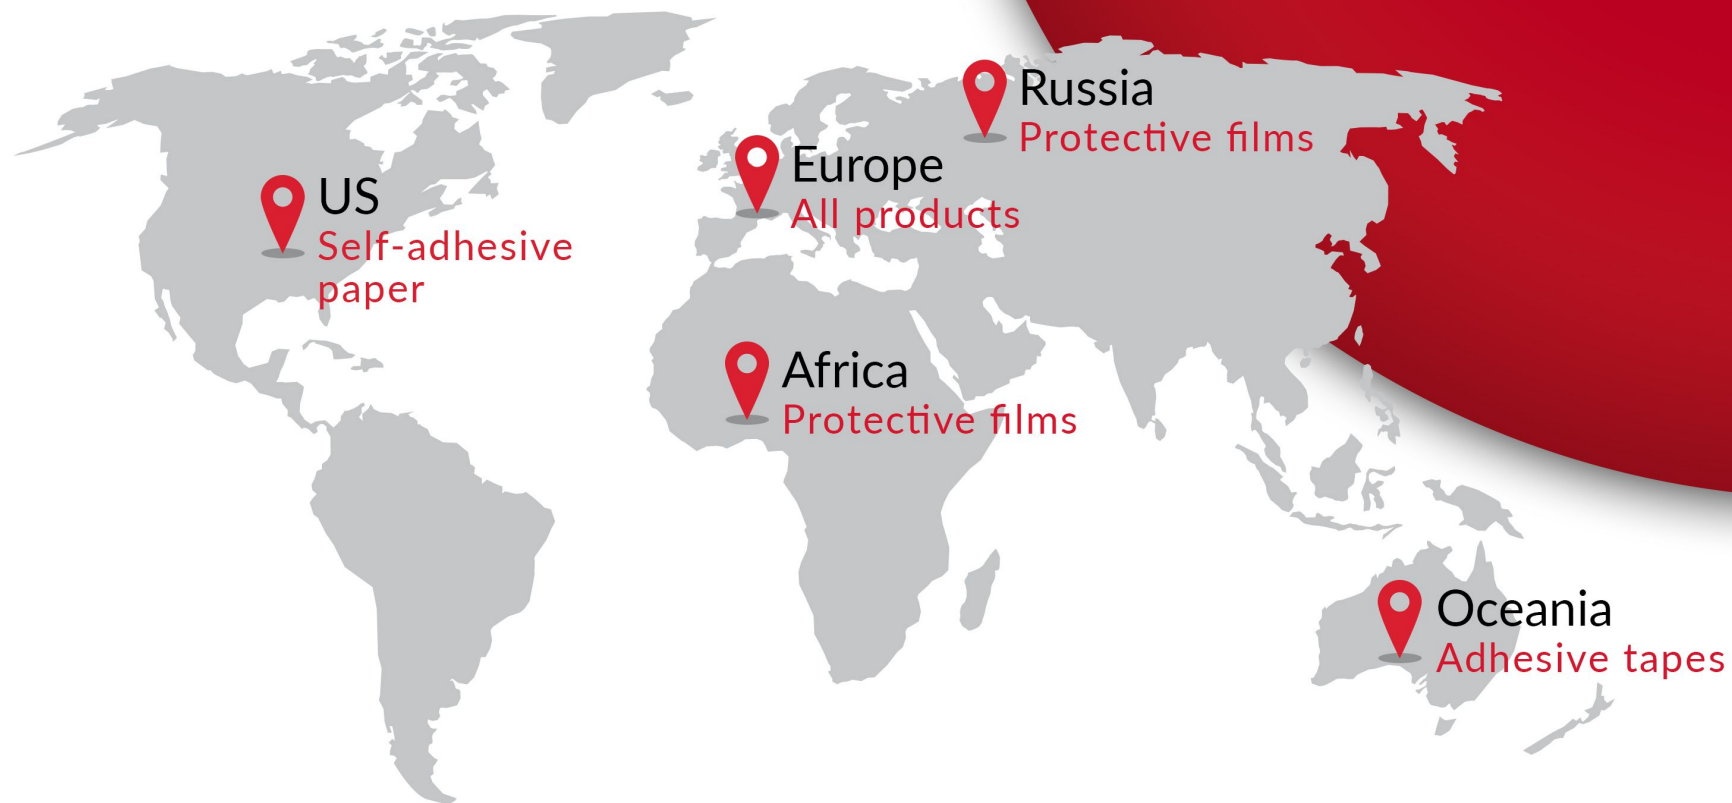 Russia
Protective films
Europe
All products
US
Self-adhesive
paper
Africa
Protective films
Oceania
Adhesive tapes